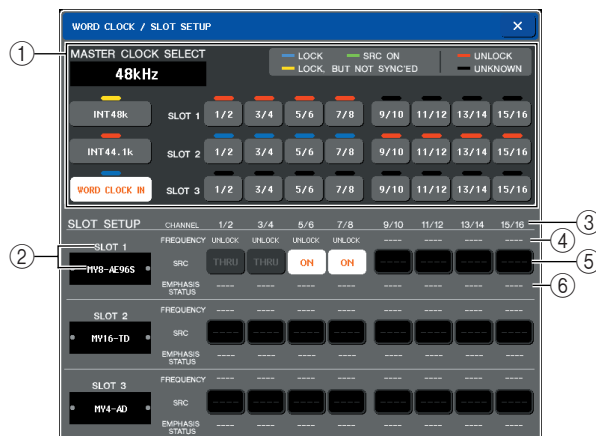 WORD CLOCK / SLOT SETUP ×
① MASTER CLOCK SELECT
48kHz
LOCK SRC ON UNLOCK
LOCK, BUT NOT SYNC'ED UNKNOWN
INT48k SLOT 1 1/2 3/4 5/6 7/8 9/10 11/12 13/14 15/16
INT44.1k SLOT 2 1/2 3/4 5/6 7/8 9/10 11/12 13/14 15/16
WORD CLOCK IN SLOT 3 1/2 3/4 5/6 7/8 9/10 11/12 13/14 15/16
SLOT SETUP CHANNEL 1/2 3/4 5/6 7/8 9/10 11/12 13/14 15/16 ③
SLOT 1 FREQUENCY UNLOCK UNLOCK UNLOCK UNLOCK ---- ---- ---- ---- ④
② MY8-AE96S SRC THRU THRU ON ON ---- ---- ---- ---- ⑤
EMPHASIS STATUS ---- ---- ---- ---- ---- ---- ---- ---- ⑥
SLOT 2 FREQUENCY ---- ---- ---- ---- ---- ---- ---- ----
MY16-TD SRC ---- ---- ---- ---- ---- ---- ---- ----
EMPHASIS STATUS ---- ---- ---- ---- ---- ---- ---- ----
SLOT 3 FREQUENCY ---- ---- ---- ---- ---- ---- ---- ----
MY4-AD SRC ---- ---- ---- ---- ---- ---- ---- ----
EMPHASIS STATUS ---- ---- ---- ---- ---- ---- ---- ----